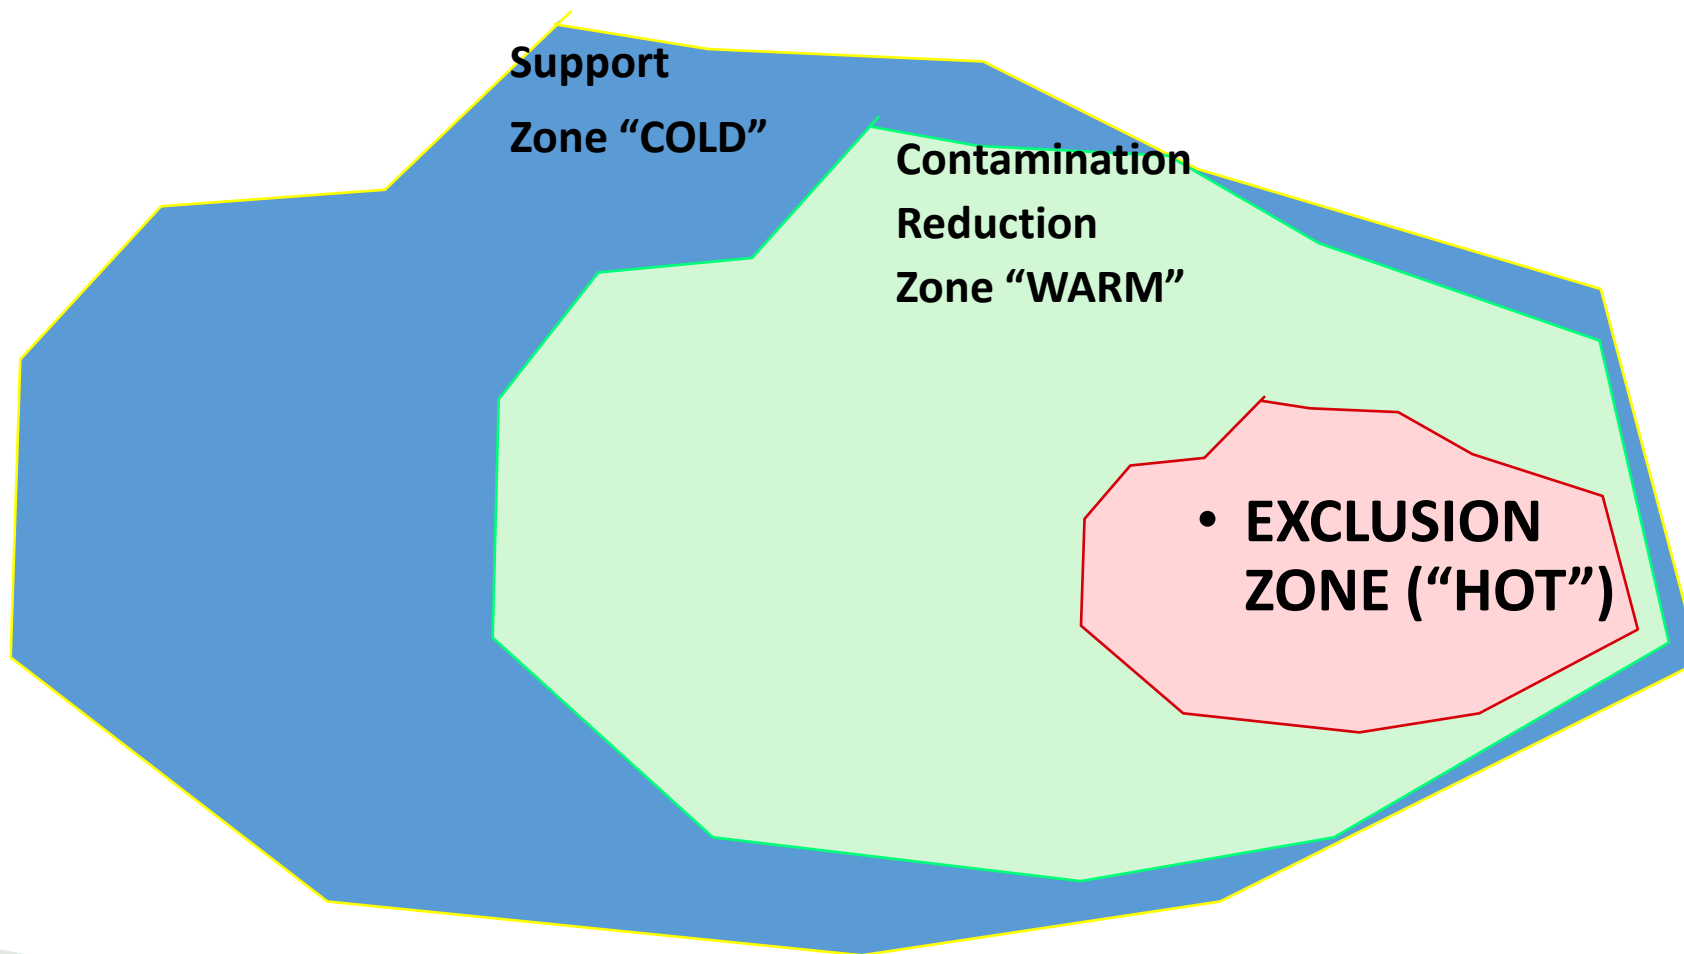 Support
Zone “COLD”
Contamination
Reduction
Zone “WARM”
• EXCLUSION
ZONE (“HOT”)